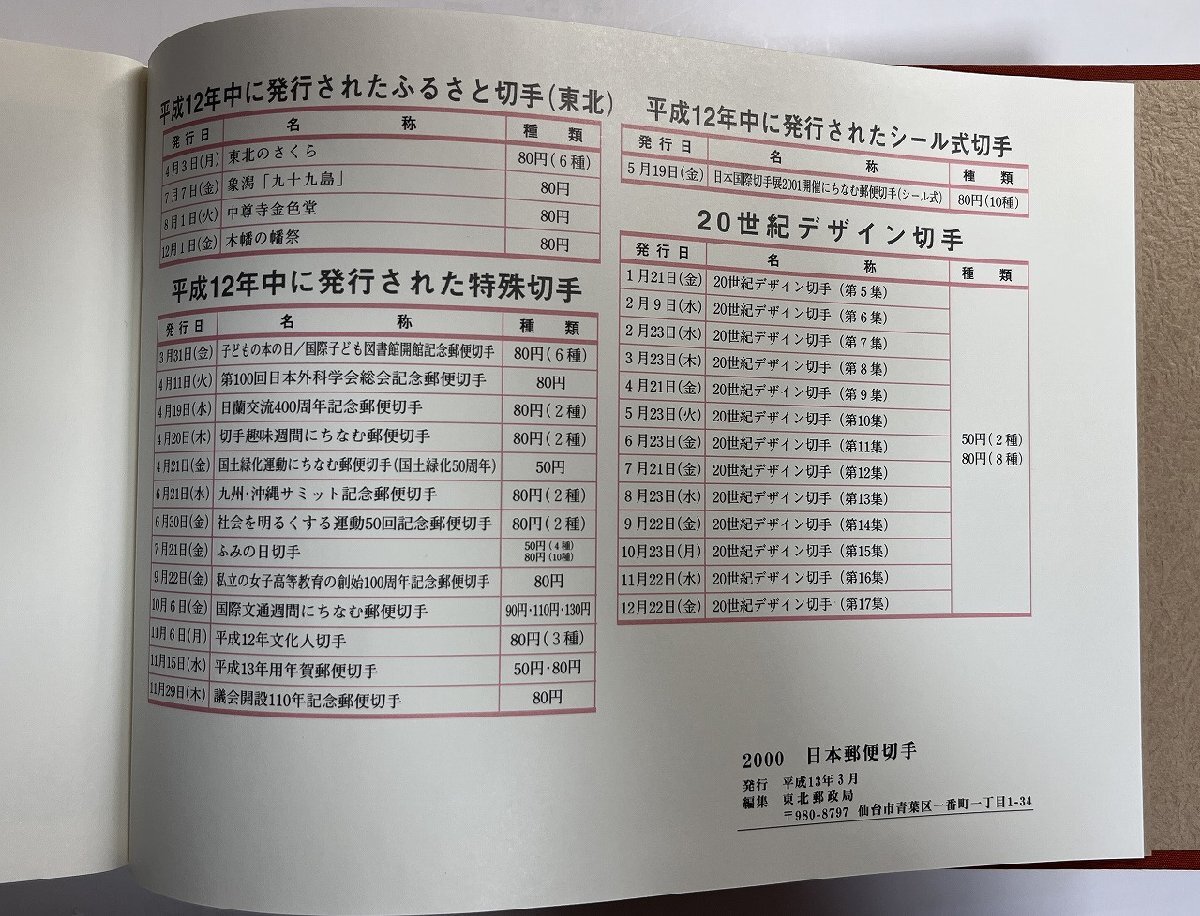 平成12年中に発行されたふるさと切手(東北)
発行日 名 称 種 類
4月3日(月) 東北のさくら 80円(6種)
7月7日(金) 象潟「九十九島」 80円
8月1日(火) 中尊寺金色堂 80円
12月1日(金) 木幡の幡祭 80円
平成12年中に発行された特殊切手
発行日 名 称 種 類
3月31日(金) 子どもの本の日/国際子ども図書館開館記念郵便切手 80円(6種)
4月11日(火) 第100回日本外科学会総会記念郵便切手 80円
4月19日(水) 日蘭交流400周年記念郵便切手 80円(2種)
4月20日(木) 切手趣味週間にちなむ郵便切手 80円(2種)
4月21日(金) 国土緑化運動にちなむ郵便切手(国土緑化50周年) 50円
6月21日(水) 九州・沖縄サミット記念郵便切手 80円(2種)
6月30日(金) 社会を明るくする運動50回記念郵便切手 80円(2種)
7月21日(金) ふみの日切手 50円(4種)
80円(10種)
9月22日(金) 私立の女子高等教育の創始100周年記念郵便切手 80円
10月6日(金) 国際文通週間にちなむ郵便切手 90円・110円・130円
11月6日(月) 平成12年文化人切手 80円(3種)
11月15日(水) 平成13年用年賀郵便切手 50円・80円
11月29日(木) 議会開設110年記念郵便切手 80円
平成12年中に発行されたシール式切手
発行日 名 称 種 類
5月19日(金) 日本国際切手展2001開催にちなむ郵便切手(シール式) 80円(10種)
20世紀デザイン切手
発行日 名 称 種 類
1月21日(金) 20世紀デザイン切手(第5集)
2月9日(水) 20世紀デザイン切手(第6集)
2月23日(水) 20世紀デザイン切手(第7集)
3月23日(木) 20世紀デザイン切手(第8集)
4月21日(金) 20世紀デザイン切手(第9集)
5月23日(火) 20世紀デザイン切手(第10集)
6月23日(金) 20世紀デザイン切手(第11集)
50円(2種)
80円(8種)
7月21日(金) 20世紀デザイン切手(第12集)
8月23日(水) 20世紀デザイン切手(第13集)
9月22日(金) 20世紀デザイン切手(第14集)
10月23日(月) 20世紀デザイン切手(第15集)
11月22日(水) 20世紀デザイン切手(第16集)
12月22日(金) 20世紀デザイン切手(第17集)
2000 日本郵便切手
発行 平成13年3月
編集 東北郵政局
〒980-8797 仙台市青葉区一番町一丁目1-34